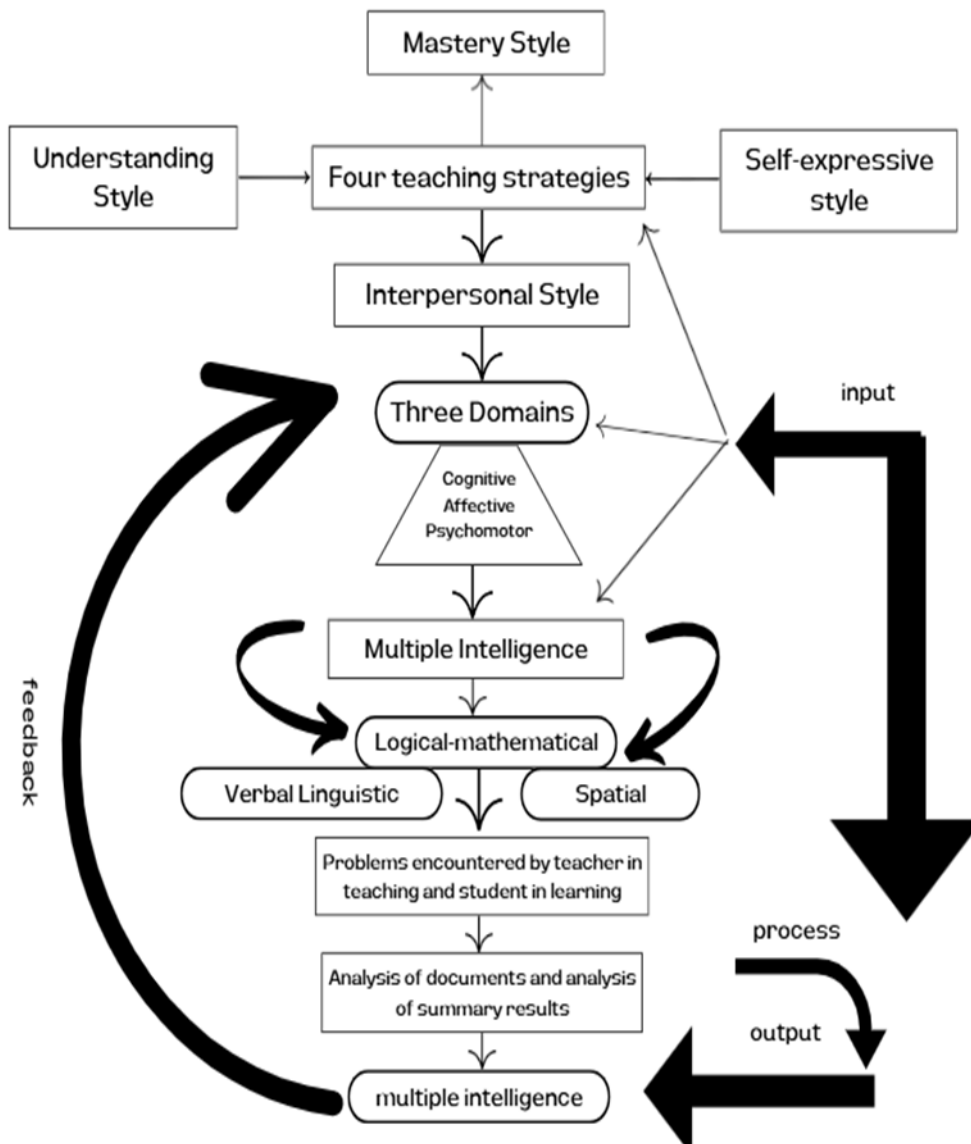 Mastery Style
Understanding
Style
Four teaching strategies
Self-expressive
style
Interpersonal Style
Three Domains
input
Cognitive
Affective
Psychomotor
Multiple Intelligence
feedback
Logical-mathematical
Verbal Linguistic
Spatial
Problems encountered by teacher in
teaching and student in learning
process
Analysis of documents and analysis
of summary results
output
multiple intelligence